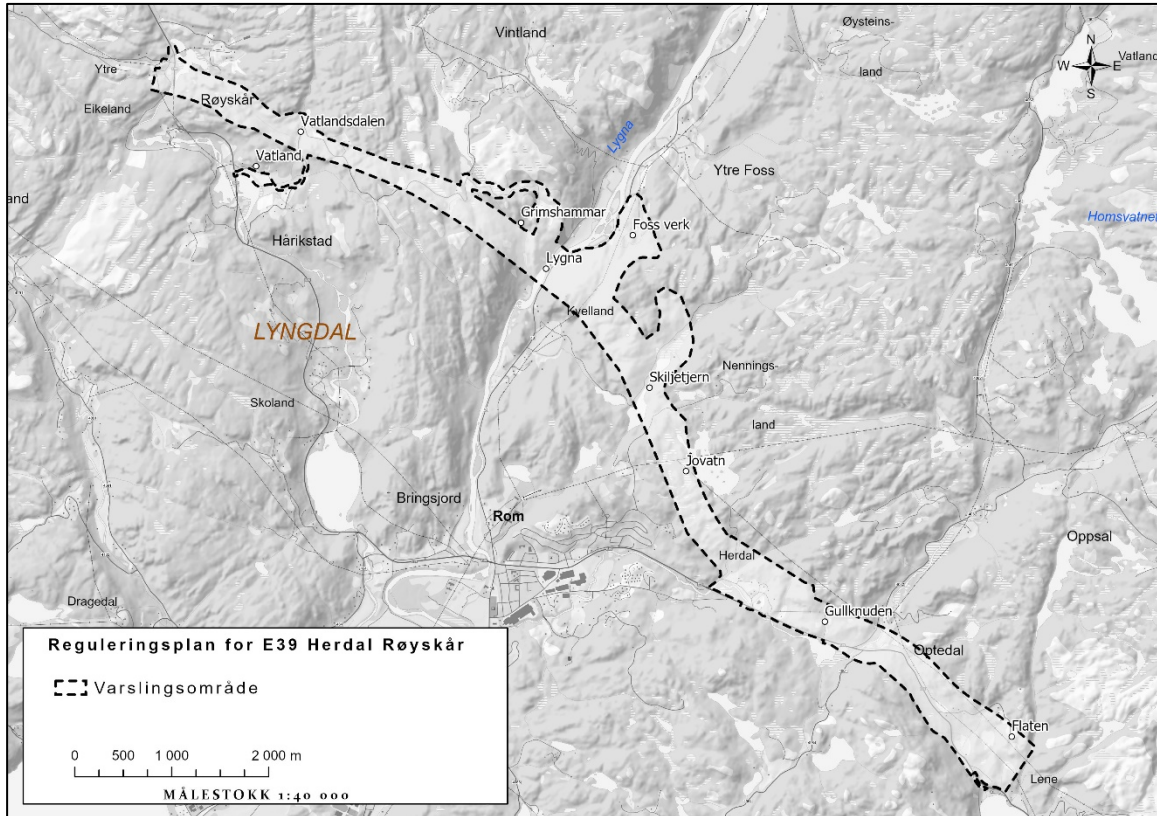 Vintland
Øysteins-
land
N
W E
S
Vatland
Ytre
Eikeland
Røyskår
Vatlandsdalen
Vatland
Lygna
Ytre Foss
and
Grimshammar
Foss verk
Homsvatnet
Hårikstad
Lygna
Kvelland
LYNGDAL
Skoland
Skiljetjern
Nennings-
land
Jovatn
Bringsjord
Rom
Herdal
Oppsal
Dragedal
Gullknuden
Optedal
Flaten
Lene
Reguleringsplan for E39 Herdal Røyskår
Varslingsområde
0 500 1 000 2 000 m
MÅLESTOKK 1:40 000